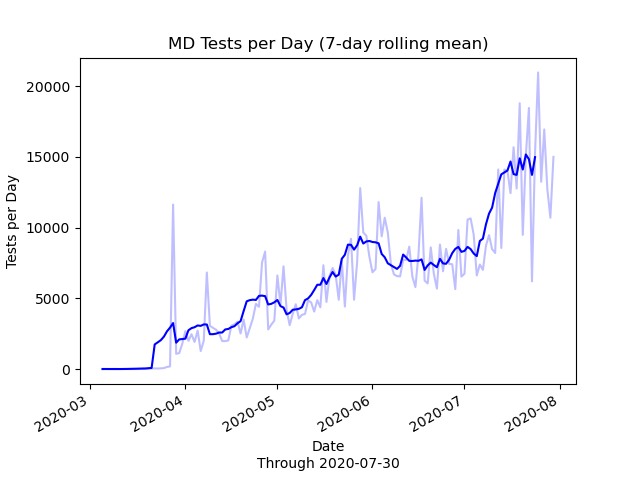 MD Tests per Day (7-day rolling mean)
20000
15000
10000
5000
0
Tests per Day
2020-03
2020-04
2020-05
2020-06
2020-07
2020-08
Date
Through 2020-07-30